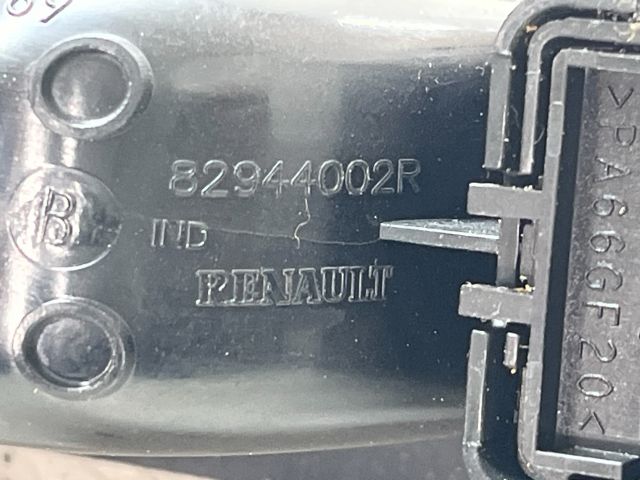 82944002R
B
IND
RENAULT
>PA66GF20<